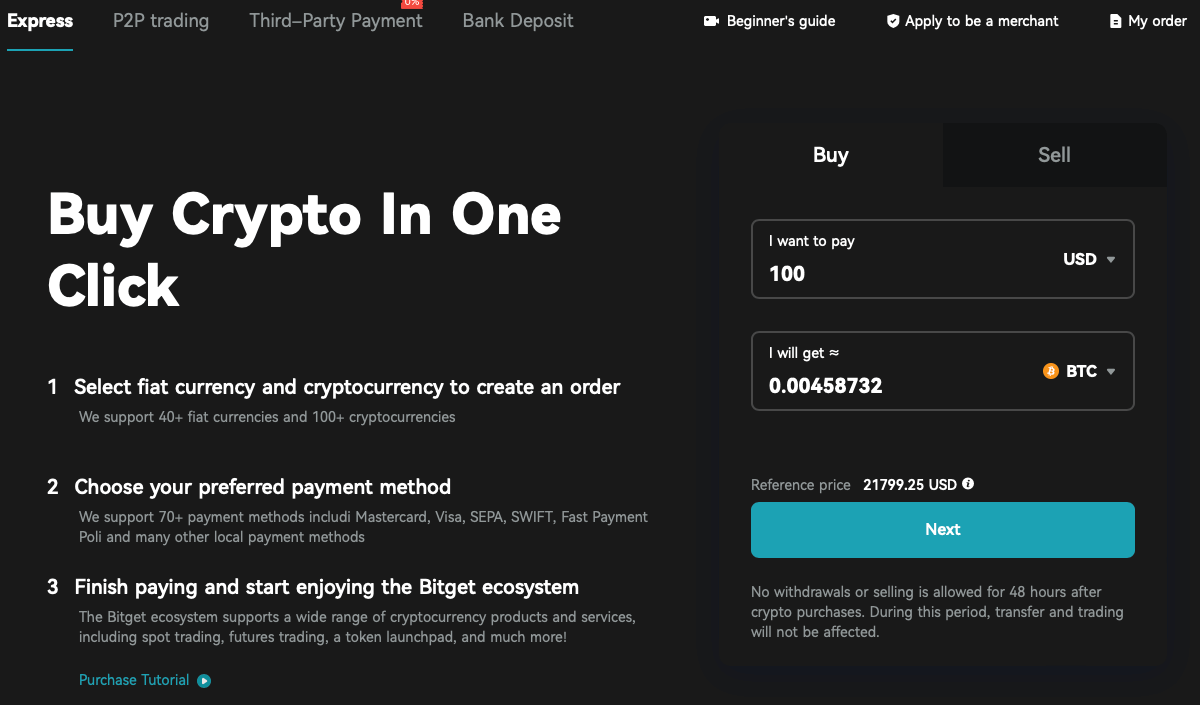 Express P2P trading Third-Party Payment 0% Bank Deposit Beginner's guide Apply to be a merchant My order
Buy Crypto In One
Click
1 Select fiat currency and cryptocurrency to create an order
We support 40+ fiat currencies and 100+ cryptocurrencies
2 Choose your preferred payment method
We support 70+ payment methods includi Mastercard, Visa, SEPA, SWIFT, Fast Payment
Poli and many other local payment methods
3 Finish paying and start enjoying the Bitget ecosystem
The Bitget ecosystem supports a wide range of cryptocurrency products and services,
including spot trading, futures trading, a token launchpad, and much more!
Purchase Tutorial
Buy Sell
I want to pay
100 USD
I will get ≈
0.00458732 BTC
Reference price 21799.25 USD
Next
No withdrawals or selling is allowed for 48 hours after
crypto purchases. During this period, transfer and trading
will not be affected.